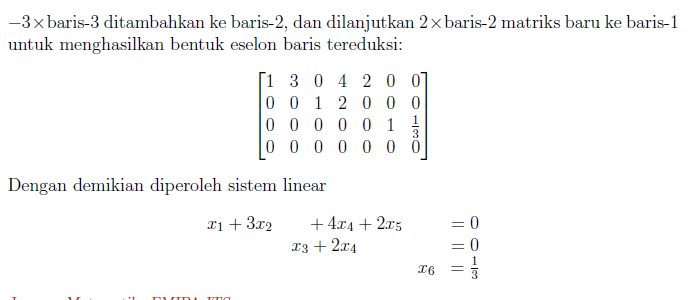 −3×baris-3 ditambahkan ke baris-2, dan dilanjutkan 2×baris-2 matriks baru ke baris-1
untuk menghasilkan bentuk eselon baris tereduksi:
1 3 0 4 2 0 0
0 0 1 2 0 0 0
0 0 0 0 0 1 1/3
0 0 0 0 0 0 0
Dengan demikian diperoleh sistem linear
x₁ + 3x₂ + 4x₄ + 2x₅ = 0
x₃ + 2x₄ = 0
x₆ = 1/3